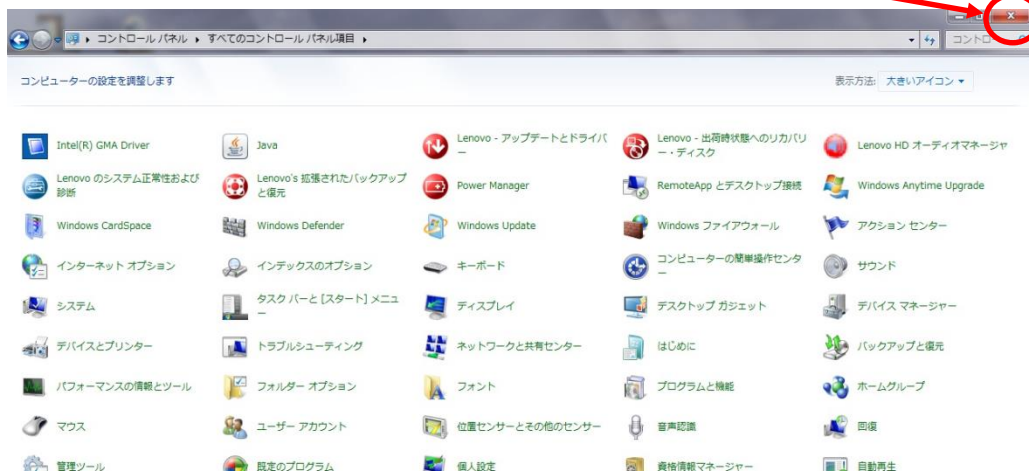 コントロール パネル ▸ すべてのコントロール パネル項目 ▸
コンピューターの設定を調整します
表示方法: 大きいアイコン
Intel(R) GMA Driver
Java
Lenovo - アップデートとドライバ
ー
Lenovo - 出荷時状態へのリカバリ
ー・ディスク
Lenovo HD オーディオマネージャ
Lenovo のシステム正常性および
診断
Lenovo's 拡張されたバックアップ
と復元
Power Manager
RemoteApp とデスクトップ接続
Windows Anytime Upgrade
Windows CardSpace
Windows Defender
Windows Update
Windows ファイアウォール
アクション センター
インターネット オプション
インデックスのオプション
キーボード
コンピューターの簡単操作センタ
ー
サウンド
システム
タスク バーと [スタート] メニュ
ー
ディスプレイ
デスクトップ ガジェット
デバイス マネージャー
デバイスとプリンター
トラブルシューティング
ネットワークと共有センター
はじめに
バックアップと復元
パフォーマンスの情報とツール
フォルダー オプション
フォント
プログラムと機能
ホームグループ
マウス
ユーザー アカウント
位置センサーとその他のセンサー
音声認識
回復
管理ツール
既定のプログラム
個人設定
資格情報マネージャー
自動再生